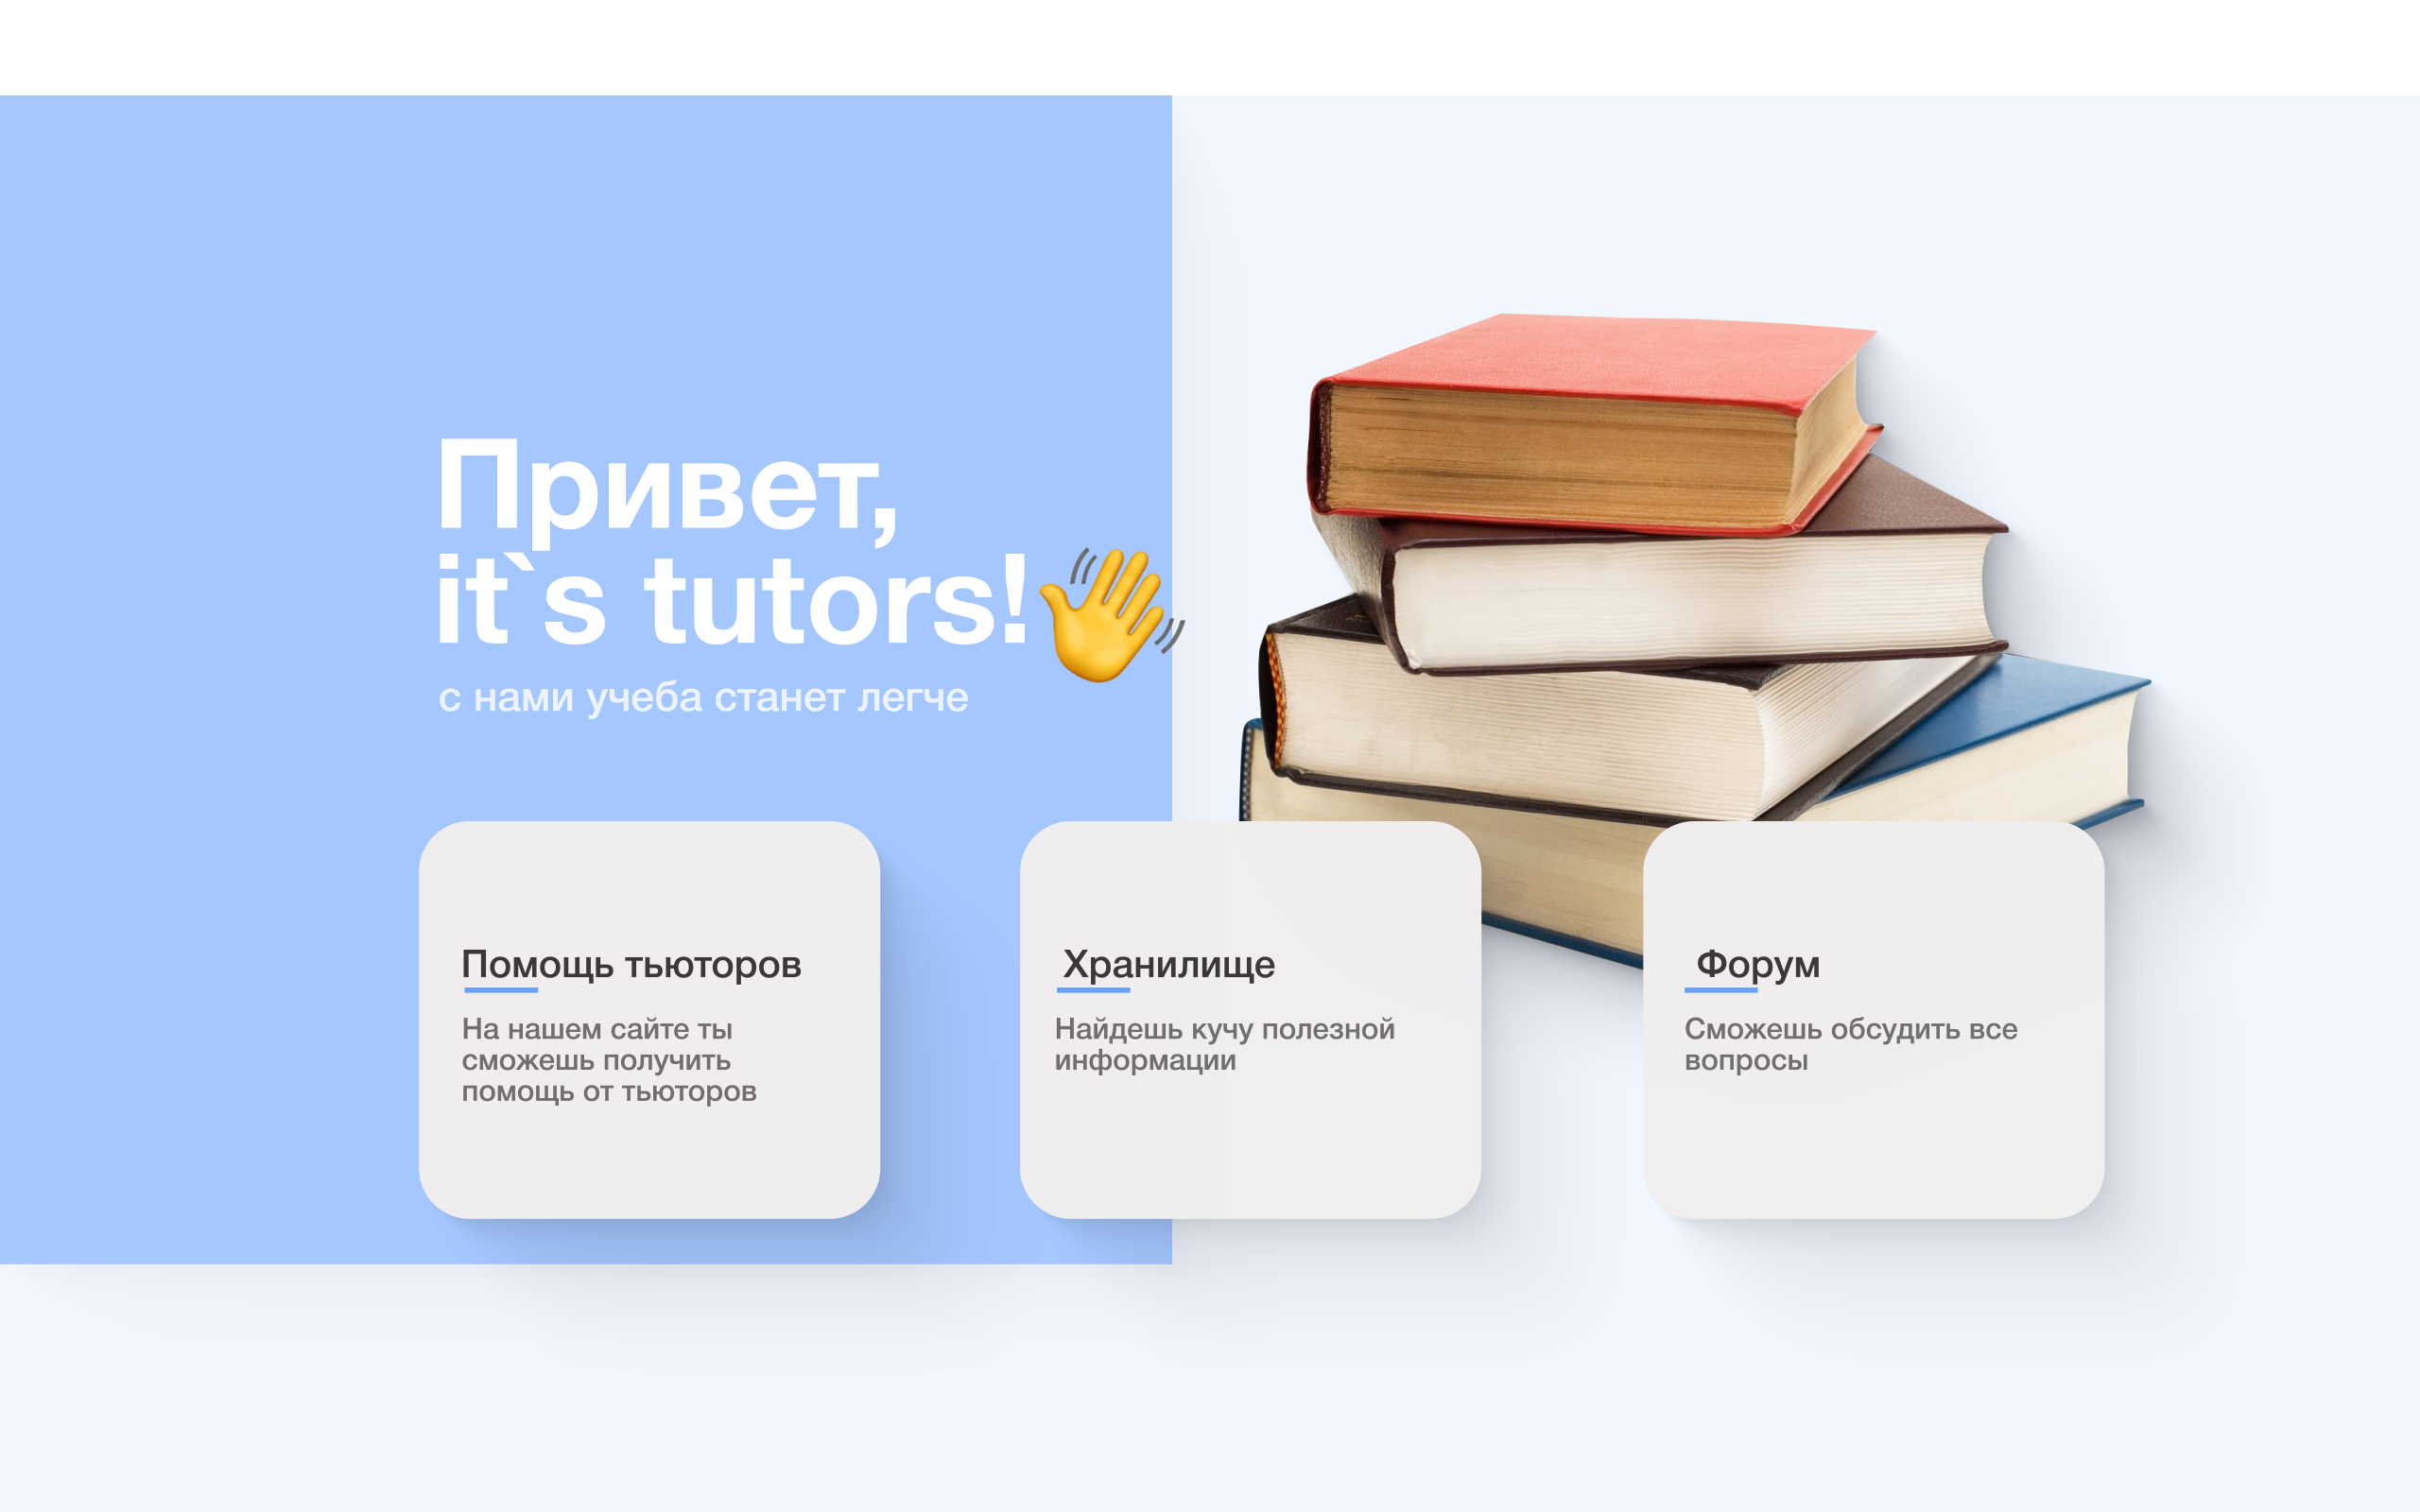 Привет,
it`s tutors!👋
с нами учеба станет легче
Помощь тьюторов
На нашем сайте ты
сможешь получить
помощь от тьюторов
Хранилище
Найдешь кучу полезной
информации
Форум
Сможешь обсудить все
вопросы